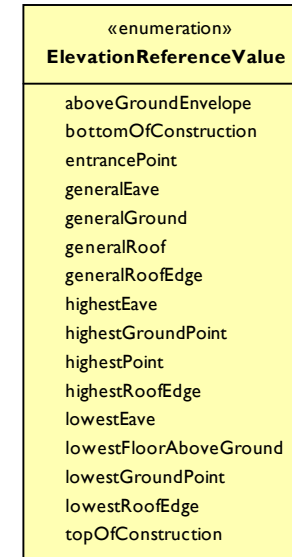 «enumeration»
ElevationReferenceValue
aboveGroundEnvelope
bottomOfConstruction
entrancePoint
generalEave
generalGround
generalRoof
generalRoofEdge
highestEave
highestGroundPoint
highestPoint
highestRoofEdge
lowestEave
lowestFloorAboveGround
lowestGroundPoint
lowestRoofEdge
topOfConstruction